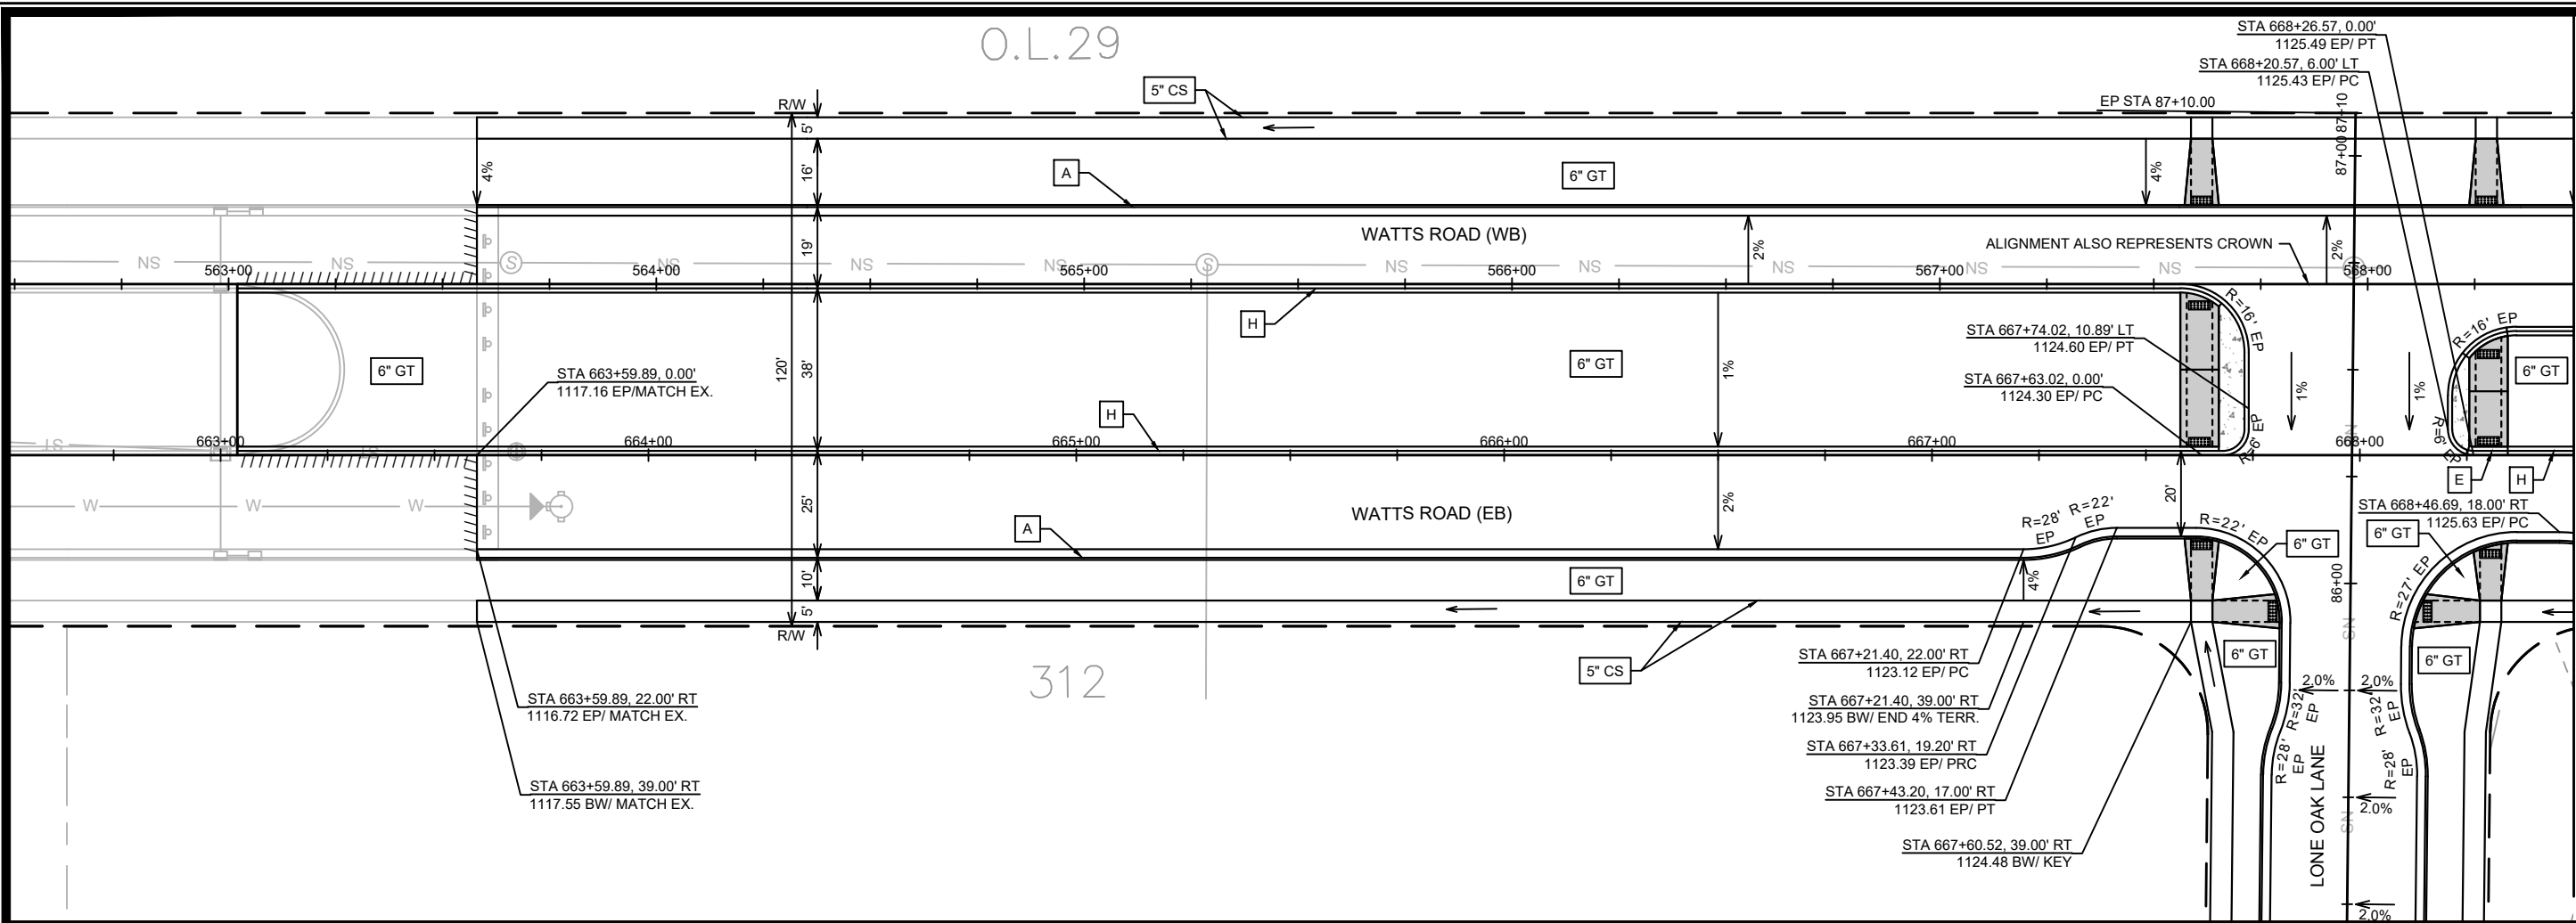 O.L.29
STA 668+26.57, 0.00'
1125.49 EP/ PT
STA 668+20.57, 6.00' LT
1125.43 EP/ PC
5" CS
R/W
EP STA 87+10.00
87+10
87+00
5'
4%
16'
A
6" GT
4%
WATTS ROAD (WB)
19'
2%
ALIGNMENT ALSO REPRESENTS CROWN
2%
NS
NS
S
NS
NS
NS
S
NS
NS
NS
NS
NS
563+00
564+00
565+00
566+00
567+00
568+00
H
R=16' EP
R=16' EP
STA 667+74.02, 10.89' LT
1124.60 EP/ PT
6" GT
120'
38'
6" GT
1%
1%
1%
6" GT
STA 663+59.89, 0.00'
1117.16 EP/MATCH EX.
STA 667+63.02, 0.00'
1124.30 EP/ PC
H
R=6' EP
R=6' EP
ST
663+00
664+00
665+00
666+00
667+00
668+00
NS
E
H
W
W
W
25'
A
WATTS ROAD (EB)
2%
20'
R=28' EP
R=22' EP
R=22' EP
STA 668+46.69, 18.00' RT
1125.63 EP/ PC
6" GT
6" GT
10'
6" GT
4%
86+00
R=27' EP
5'
R/W
NS
312
5" CS
STA 667+21.40, 22.00' RT
1123.12 EP/ PC
6" GT
6" GT
STA 663+59.89, 22.00' RT
1116.72 EP/ MATCH EX.
STA 667+21.40, 39.00' RT
1123.95 BW/ END 4% TERR.
2.0%
2.0%
R=32' EP
R=32' EP
STA 667+33.61, 19.20' RT
1123.39 EP/ PRC
R=28' EP
R=28' EP
STA 663+59.89, 39.00' RT
1117.55 BW/ MATCH EX.
STA 667+43.20, 17.00' RT
1123.61 EP/ PT
2.0%
NS
LONE OAK LANE
STA 667+60.52, 39.00' RT
1124.48 BW/ KEY
2.0%